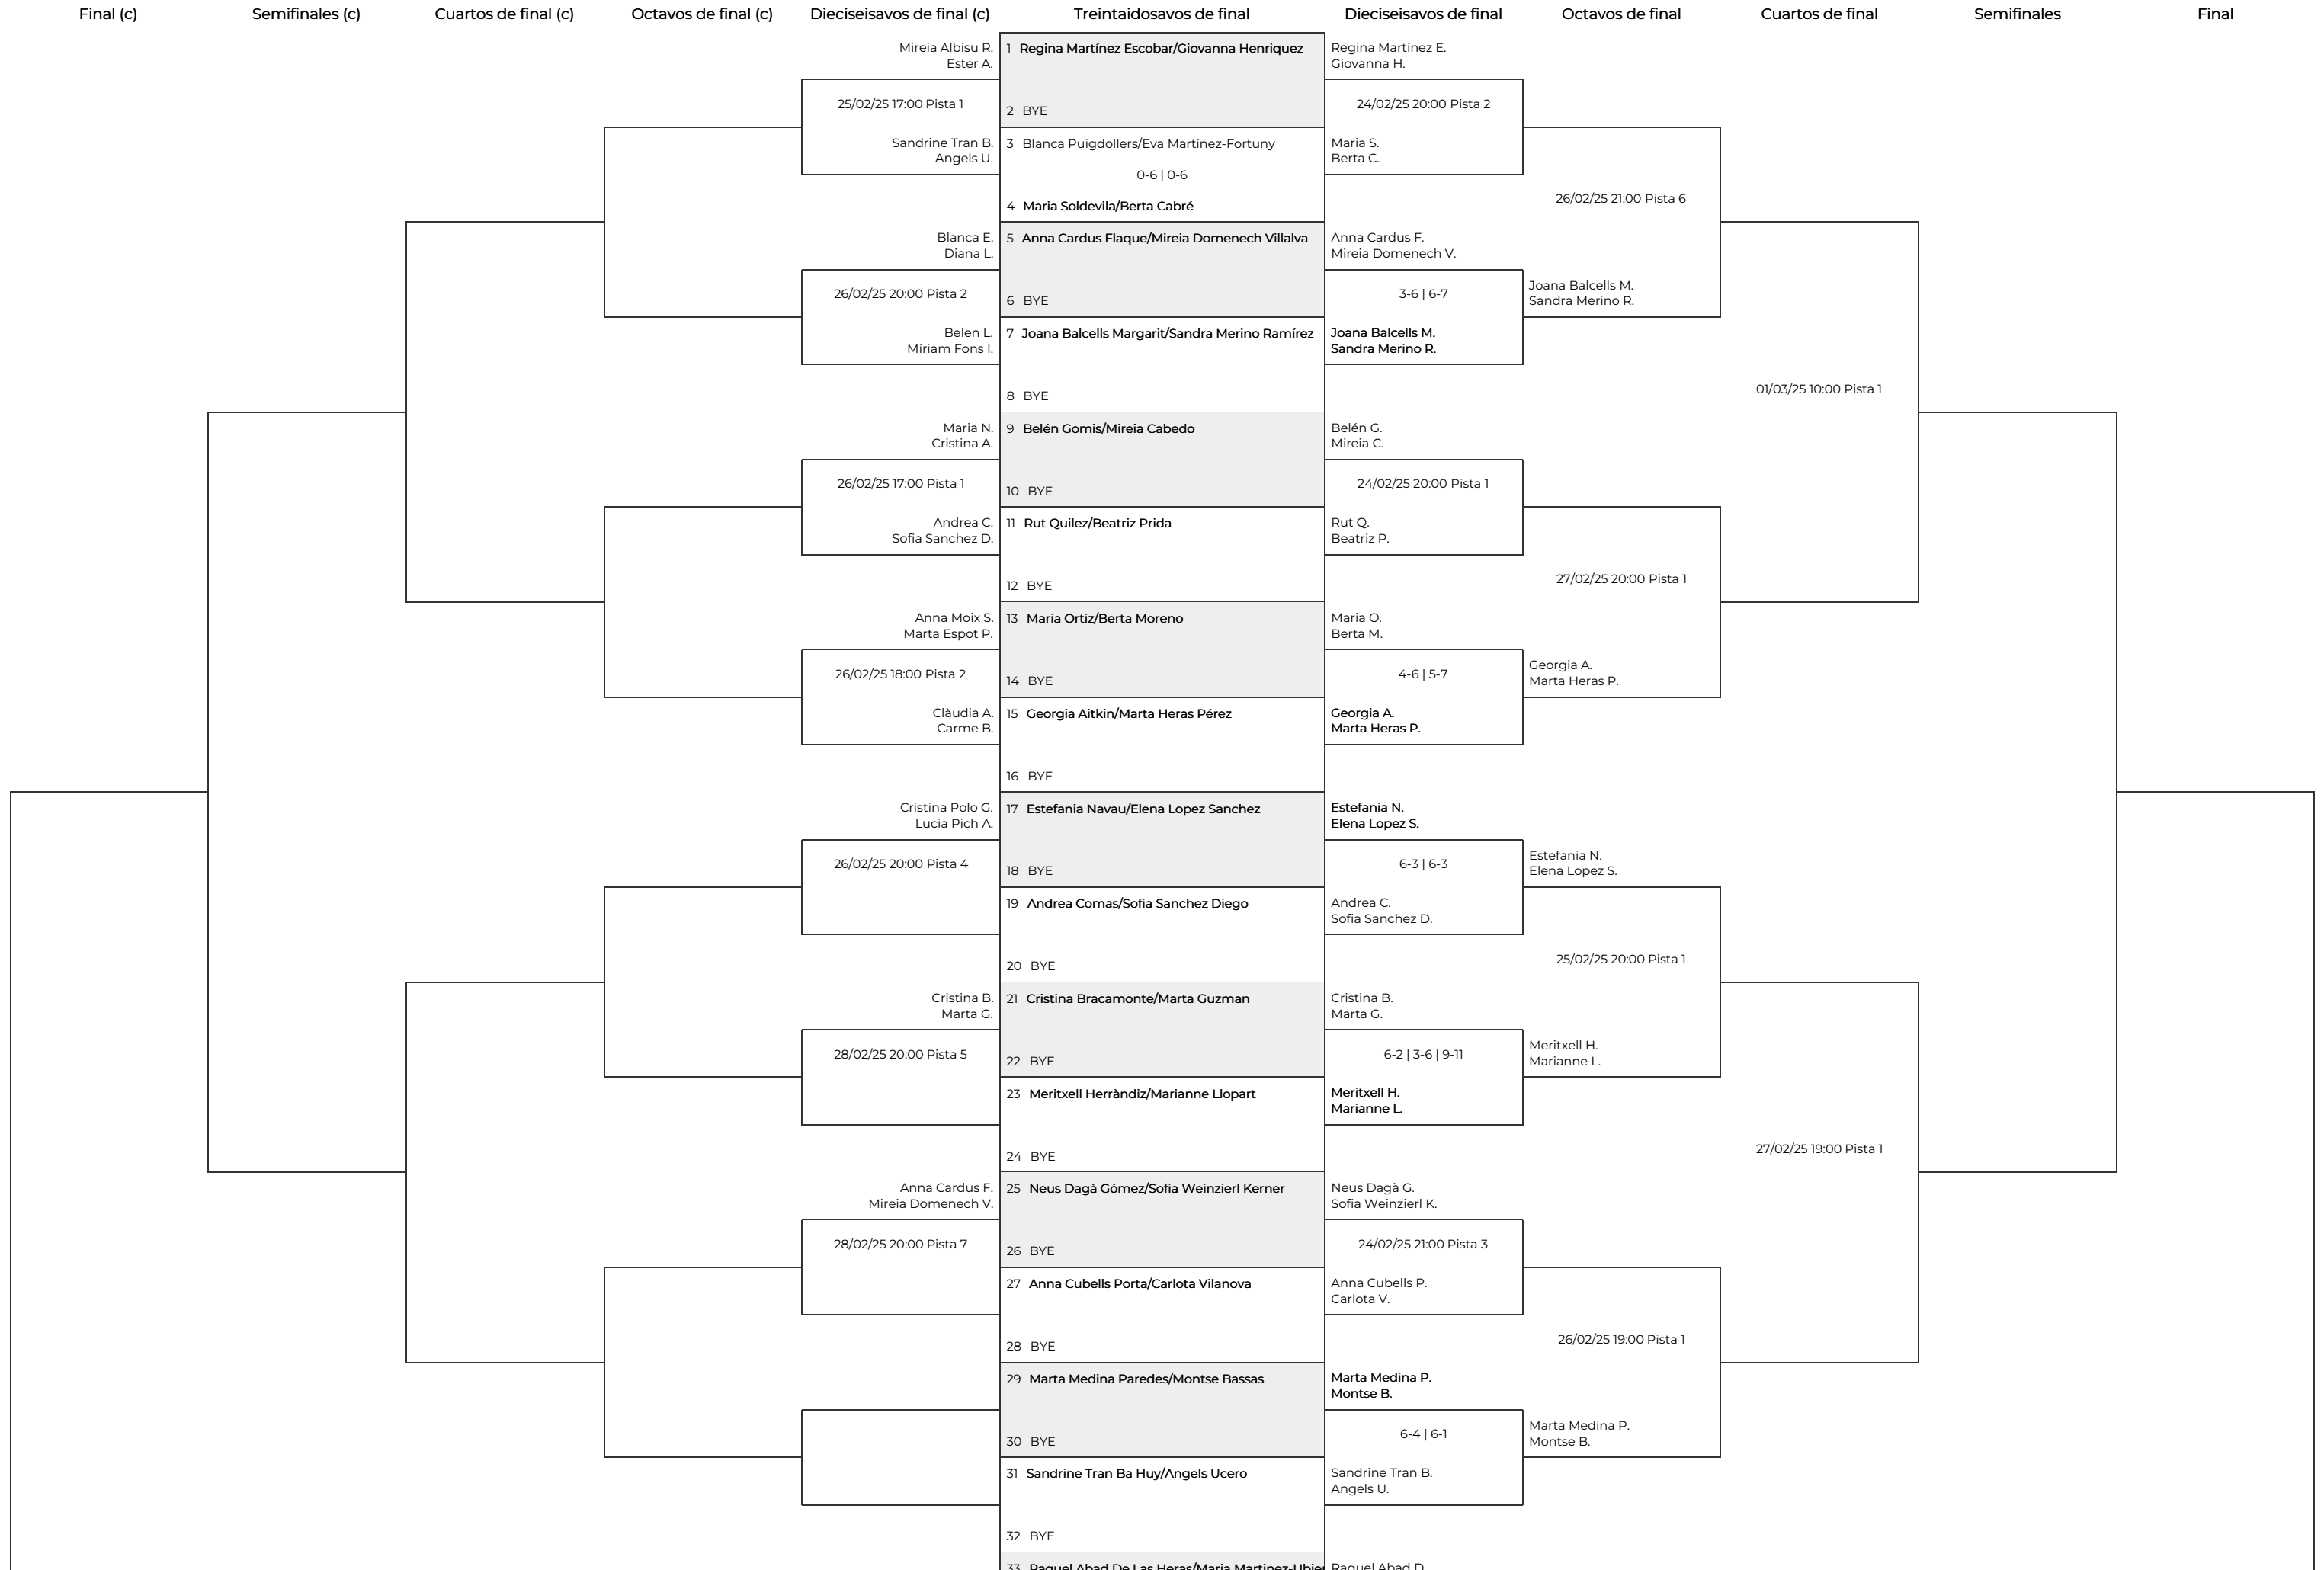 Final (c) Semifinales (c) Cuartos de final (c) Octavos de final (c) Dieciseisavos de final (c) Treintaidosavos de final Dieciseisavos de final Octavos de final Cuartos de final Semifinales Final
Mireia Albisu R. 1 Regina Martínez Escobar/Giovanna Henriquez Regina Martínez E.
Ester A. Giovanna H.
25/02/25 17:00 Pista 1 2 BYE 24/02/25 20:00 Pista 2
Sandrine Tran B. 3 Blanca Puigdollers/Eva Martínez-Fortuny Maria S.
Angels U. Berta C.
0-6 | 0-6
4 Maria Soldevila/Berta Cabré 26/02/25 21:00 Pista 6
Blanca E. 5 Anna Cardus Flaque/Mireia Domenech Villalva Anna Cardus F.
Diana L. Mireia Domenech V.
26/02/25 20:00 Pista 2 6 BYE 3-6 | 6-7 Joana Balcells M.
Sandra Merino R.
Belen L. 7 Joana Balcells Margarit/Sandra Merino Ramírez Joana Balcells M.
Míriam Fons I. Sandra Merino R.
8 BYE 01/03/25 10:00 Pista 1
Maria N. 9 Belén Gomis/Mireia Cabedo Belén G.
Cristina A. Mireia C.
26/02/25 17:00 Pista 1 10 BYE 24/02/25 20:00 Pista 1
Andrea C. 11 Rut Quilez/Beatriz Prida Rut Q.
Sofia Sanchez D. Beatriz P.
12 BYE 27/02/25 20:00 Pista 1
Anna Moix S. 13 Maria Ortiz/Berta Moreno Maria O.
Marta Espot P. Berta M.
26/02/25 18:00 Pista 2 14 BYE 4-6 | 5-7 Georgia A.
Marta Heras P.
Clàudia A. 15 Georgia Aitkin/Marta Heras Pérez Georgia A.
Carme B. Marta Heras P.
16 BYE
Cristina Polo G. 17 Estefania Navau/Elena Lopez Sanchez Estefania N.
Lucia Pich A. Elena Lopez S.
26/02/25 20:00 Pista 4 18 BYE 6-3 | 6-3 Estefania N.
Elena Lopez S.
19 Andrea Comas/Sofia Sanchez Diego Andrea C.
Sofia Sanchez D.
20 BYE 25/02/25 20:00 Pista 1
Cristina B. 21 Cristina Bracamonte/Marta Guzman Cristina B.
Marta G. Marta G.
28/02/25 20:00 Pista 5 22 BYE 6-2 | 3-6 | 9-11 Meritxell H.
Marianne L.
23 Meritxell Herràndiz/Marianne Llopart Meritxell H.
Marianne L.
24 BYE 27/02/25 19:00 Pista 1
Anna Cardus F. 25 Neus Dagà Gómez/Sofia Weinzierl Kerner Neus Dagà G.
Mireia Domenech V. Sofia Weinzierl K.
28/02/25 20:00 Pista 7 26 BYE 24/02/25 21:00 Pista 3
27 Anna Cubells Porta/Carlota Vilanova Anna Cubells P.
Carlota V.
28 BYE 26/02/25 19:00 Pista 1
29 Marta Medina Paredes/Montse Bassas Marta Medina P.
Montse B.
30 BYE 6-4 | 6-1 Marta Medina P.
Montse B.
31 Sandrine Tran Ba Huy/Angels Ucero Sandrine Tran B.
Angels U.
32 BYE
33 Raquel Abad De Las Heras/Maria Martinez-Ubier Raquel Abad D.